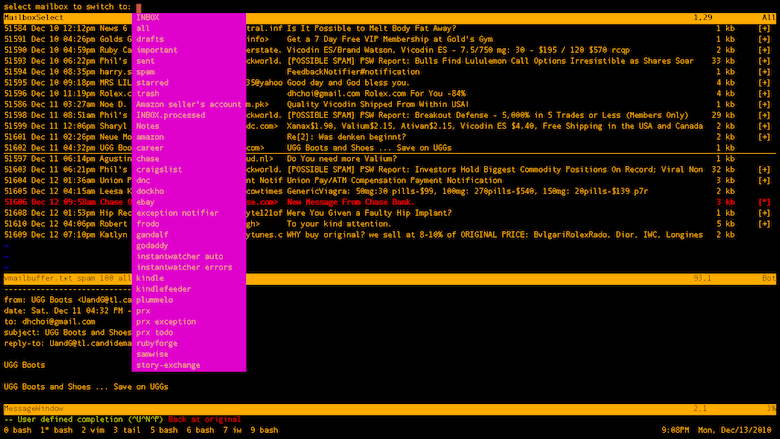 select mailbox to switch to:
MailboxSelect INBOX 1,29 All
51584 Dec 10 12:12pm News 6 all tral.inf Is It Possible to Melt Body Fat Away? 1 kb [+]
51591 Dec 10 04:26pm Golds G drafts info> Get a 7 Day Free VIP Membership at Gold's Gym 1 kb [+]
51590 Dec 10 04:59pm Ruby Ca important erstate. Vicodin ES/Brand Watson, Vicodin ES - 7.5/750 mg: 30 - $195 / 120 $570 rcqp 2 kb [+]
51593 Dec 10 06:22pm Phil's sent ckworld. [POSSIBLE SPAM] PSW Report: Bulls Find Lululemon Call Options Irresistible as Shares Soar 33 kb [+]
51594 Dec 10 08:35pm harry.s spam FeedbackNotifier#notification 1 kb [+]
51595 Dec 10 09:18pm MRS LIL starred 35@yahoo Good day and God bless you. 4 kb [+]
51596 Dec 10 11:19pm Rolex.c trash dhchoi@gmail.com Rolex.com For You -84% 4 kb [+]
51586 Dec 11 03:27am Noe D. Amazon seller's account m.pk> Quality Vicodin Shipped From Within USA! 1 kb [+]
51598 Dec 11 08:51am Phil's INBOX.processed ckworld. [POSSIBLE SPAM] PSW Report: Breakout Defense - 5,000% in 5 Trades or Less (Members Only) 29 kb [+]
51599 Dec 11 12:06pm Sharyl Notes dc.com> Xanax$1.90, Valium$2.15, Ativan$2.15, Vicodin ES $4.40, Free Shipping in the USA and Canada 2 kb [+]
51601 Dec 11 02:26pm Neue Mo amazon Re[2]: Was denken beginnt? 2 kb [+]
51602 Dec 11 04:32pm UGG Boo career com> UGG Boots and Shoes ... Save on UGGs 1 kb
51597 Dec 11 06:14pm Agustin chase ud.nl> Do You need more Valium? 1 kb
51603 Dec 11 06:21pm Phil's craigslist ckworld. [POSSIBLE SPAM] PSW Report: Investors Hold Biggest Commodity Positions On Record; Viral Non 32 kb [+]
51604 Dec 12 01:36am Union P dnc nt Notif Union Pay/ATM Compensation Payment Notification 3 kb [+]
51605 Dec 12 04:15am Leesa K dockho cowtimes GenericViagra: 50mg:30 pills-$99, 100mg: 270pills-$540, 150mg: 20pills-$139 p7r 2 kb
51606 Dec 12 09:58am Chase O ebay se.com> New Message From Chase Bank. 3 kb [*]
51608 Dec 12 01:53pm Hip Rec exception notifier yte121of Were You Given a Faulty Hip Implant? 1 kb [+]
51610 Dec 12 04:06pm Robert frodo gh> To your kind attention. 5 kb [+]
51609 Dec 12 07:10pm Katlyn gandalf ytunes.c WHY buy original? we sell at 8-10% of ORIGINAL PRICE: BvlgariRolexRado, Dior, IWC, Longines 2 kb
~ godaddy
~ instantwatcher auto
~ instantwatcher errors
vmailbuffer.txt spam 100 all kindle 93,1 Bot
kindlefeeder
from: UGG Boots <UandG@tl.ca plummelo
date: Sat, Dec 11 04:32 PM - prx
to: dhchoi@gmail.com prx exception
subject: UGG Boots and Shoes prx todo
reply-to: UandG@tl.candidema rubyforge
samwise
UGG Boots story-exchange
UGG Boots and Shoes ... Save on UGGs
MessageWindow 2,1 3%
-- User defined completion (^U^N^P) Back at original
0 bash 1* bash 2 vim 3 tail 5 bash 6 bash 7 iw 9 bash 9:08PM Mon, Dec/13/2010